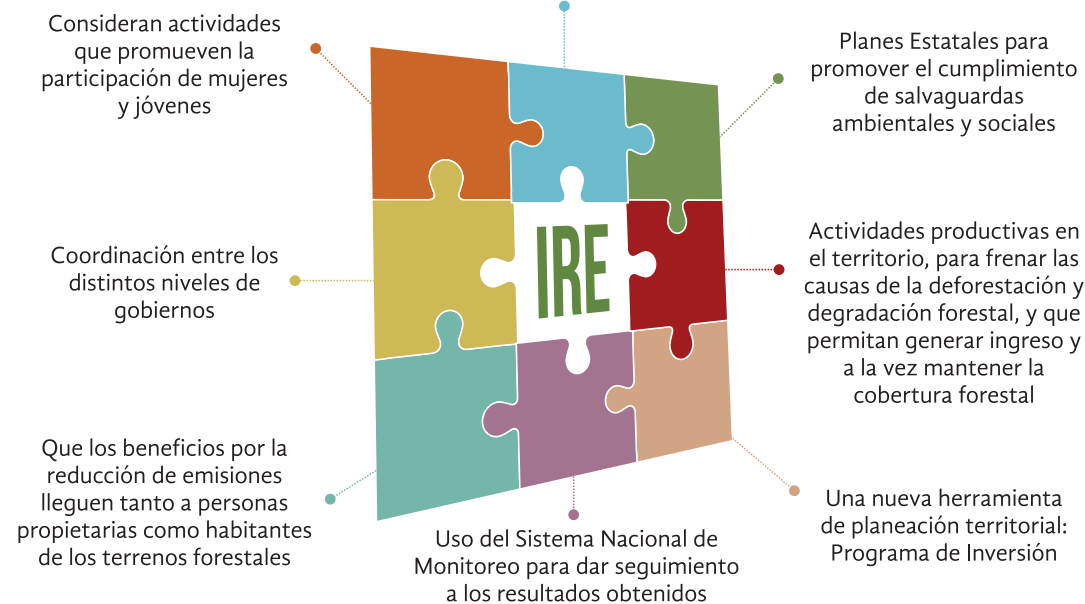 Consideran actividades
que promueven la
participación de mujeres
y jóvenes
Planes Estatales para
promover el cumplimiento
de salvaguardas
ambientales y sociales
Coordinación entre los
distintos niveles de
gobiernos
IRE
Actividades productivas en
el territorio, para frenar las
causas de la deforestación y
degradación forestal, y que
permitan generar ingreso y
a la vez mantener la
cobertura forestal
Que los beneficios por la
reducción de emisiones
lleguen tanto a personas
propietarias como habitantes
de los terrenos forestales
Uso del Sistema Nacional de
Monitoreo para dar seguimiento
a los resultados obtenidos
Una nueva herramienta
de planeación territorial:
Programa de Inversión